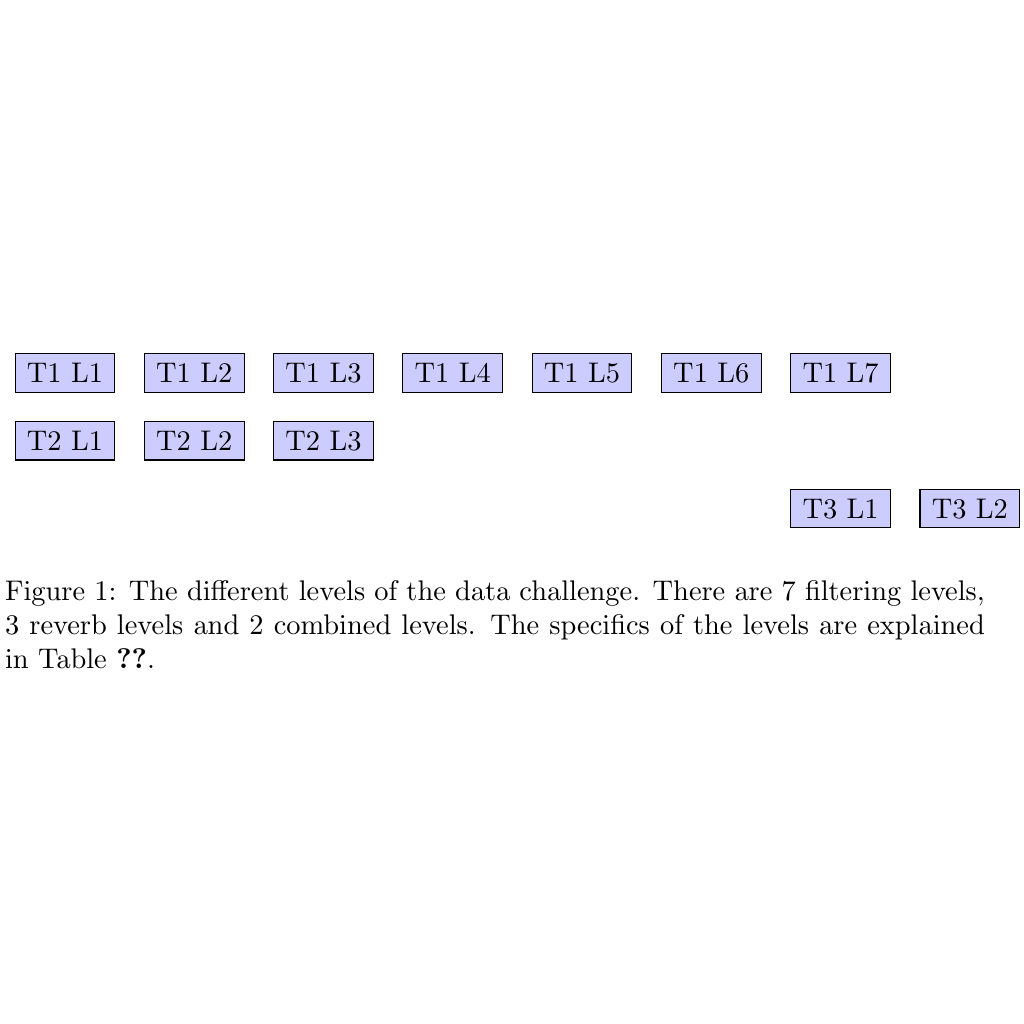 T1 L1 T1 L2 T1 L3 T1 L4 T1 L5 T1 L6 T1 L7
T2 L1 T2 L2 T2 L3
T3 L1 T3 L2
Figure 1: The different levels of the data challenge. There are 7 filtering levels,
3 reverb levels and 2 combined levels. The specifics of the levels are explained
in Table ??.